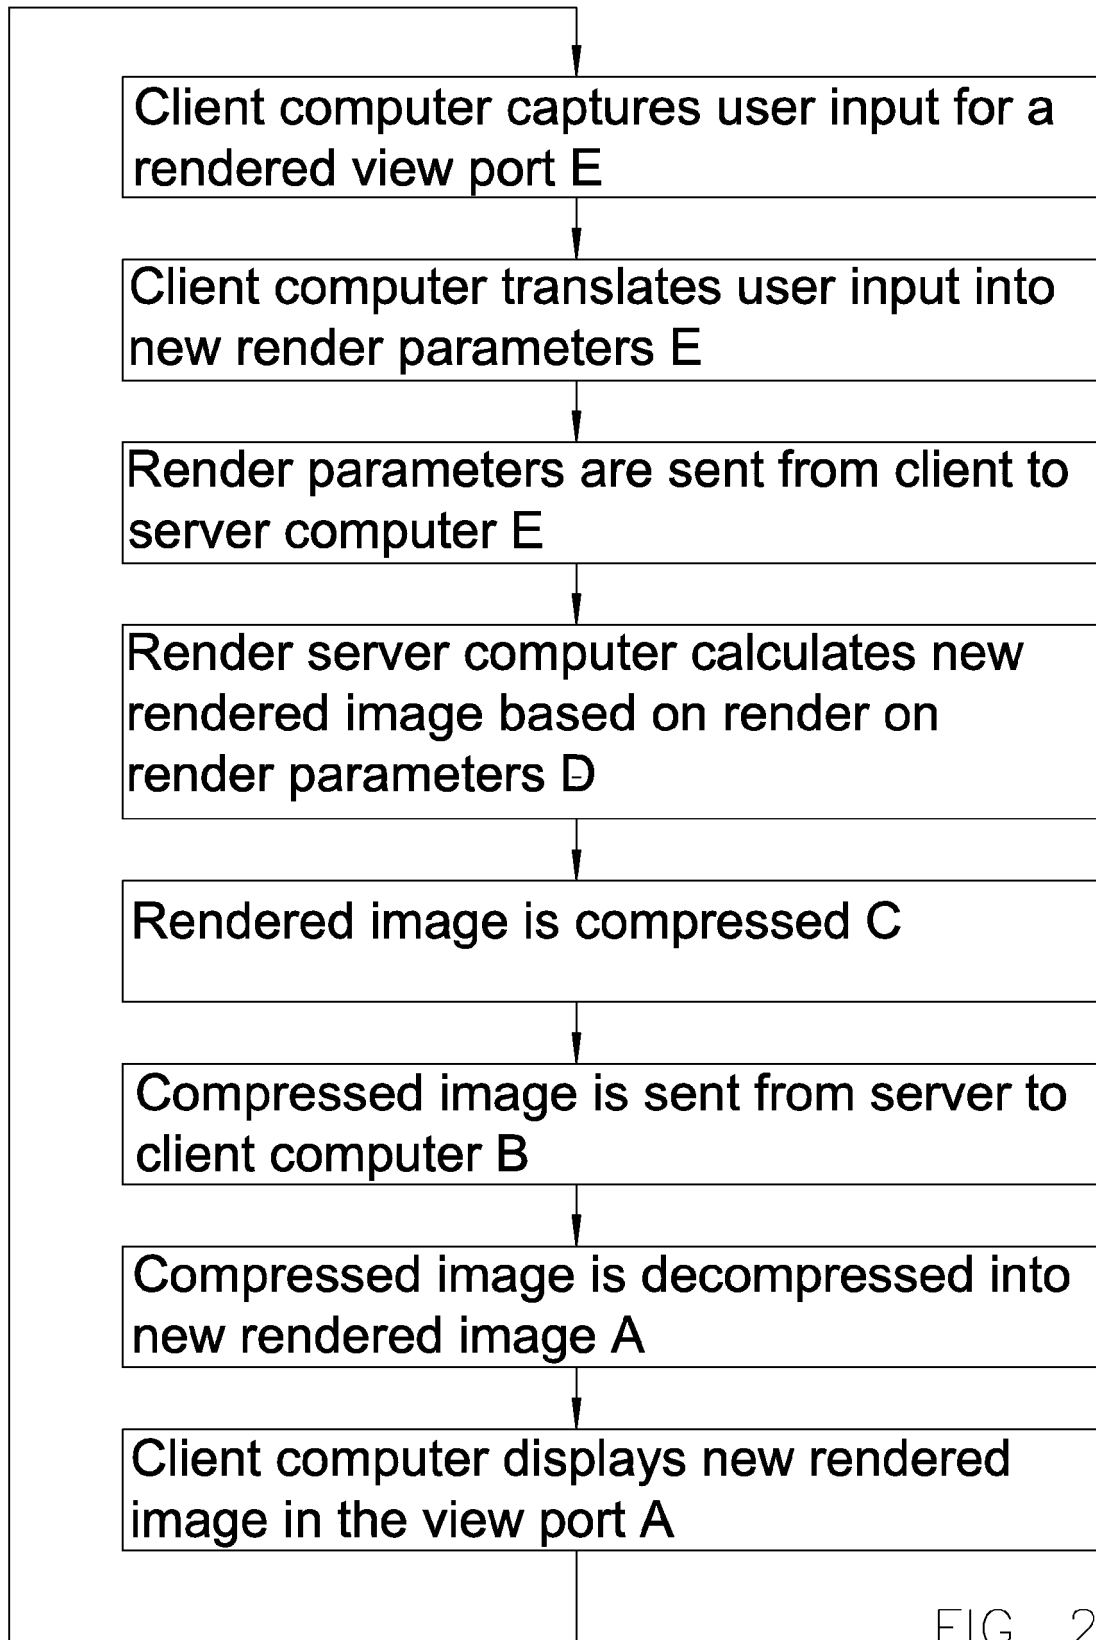 Client computer captures user input for a
rendered view port E
Client computer translates user input into
new render parameters E
Render parameters are sent from client to
server computer E
Render server computer calculates new
rendered image based on render on
render parameters D
Rendered image is compressed C
Compressed image is sent from server to
client computer B
Compressed image is decompressed into
new rendered image A
Client computer displays new rendered
image in the view port A
FIG. 2